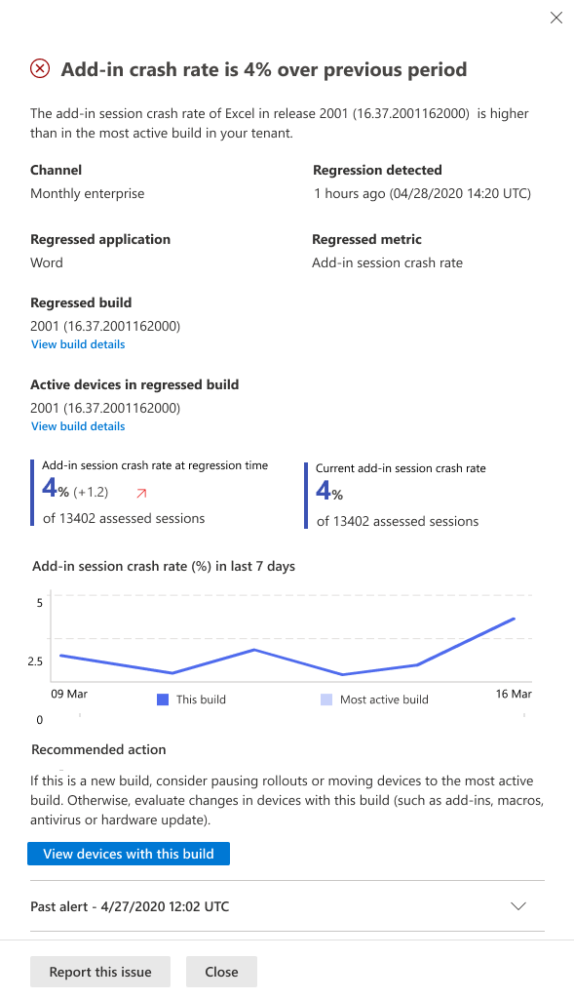 Add-in crash rate is 4% over previous period
The add-in session crash rate of Excel in release 2001 (16.37.2001162000)  is higher
than in the most active build in your tenant.
Channel
Monthly enterprise
Regression detected
1 hours ago (04/28/2020 14:20 UTC)
Regressed application
Word
Regressed metric
Add-in session crash rate
Regressed build
2001 (16.37.2001162000)
View build details
Active devices in regressed build
2001 (16.37.2001162000)
View build details
Add-in session crash rate at regression time
4% (+1.2)
of 13402 assessed sessions
Current add-in session crash rate
4%
of 13402 assessed sessions
Add-in session crash rate (%) in last 7 days
5
2.5
09 Mar
16 Mar
This build
Most active build
0
Recommended action
If this is a new build, consider pausing rollouts or moving devices to the most active
build. Otherwise, evaluate changes in devices with this build (such as add-ins, macros,
antivirus or hardware update).
View devices with this build
Past alert - 4/27/2020 12:02 UTC
Report this issue
Close